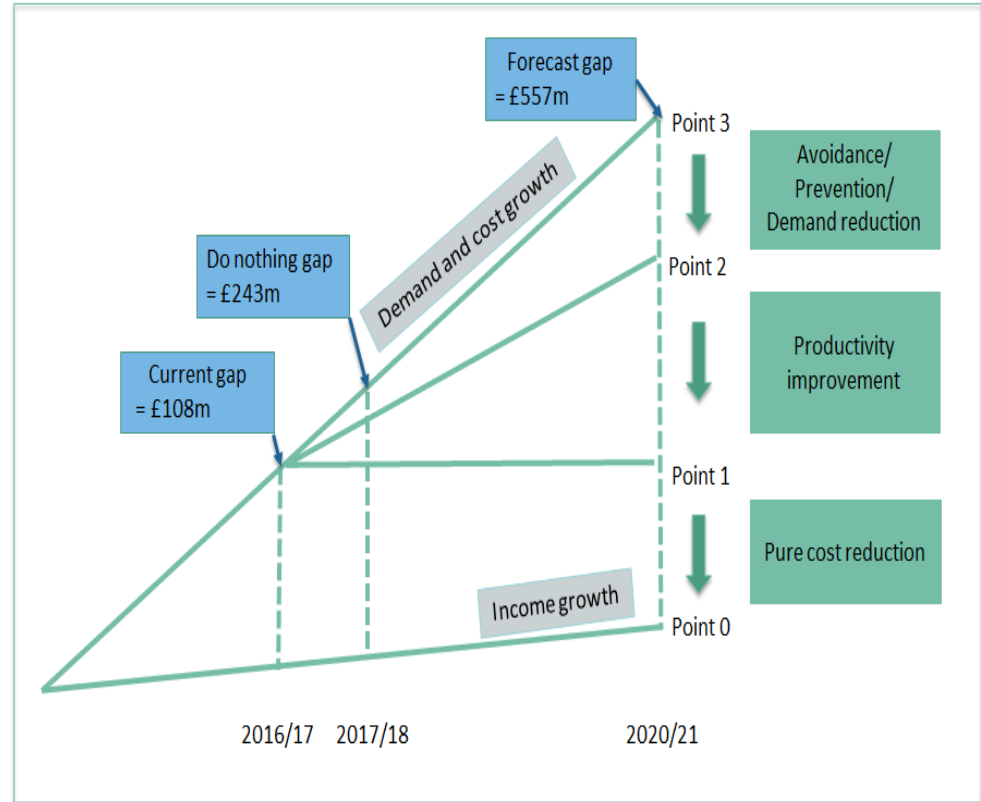 Forecast gap
= £557m
Point 3
Avoidance/
Prevention/
Demand reduction
Demand and cost growth
Do nothing gap
= £243m
Point 2
Current gap
= £108m
Productivity
improvement
Point 1
Pure cost reduction
Income growth
Point 0
2016/17
2017/18
2020/21